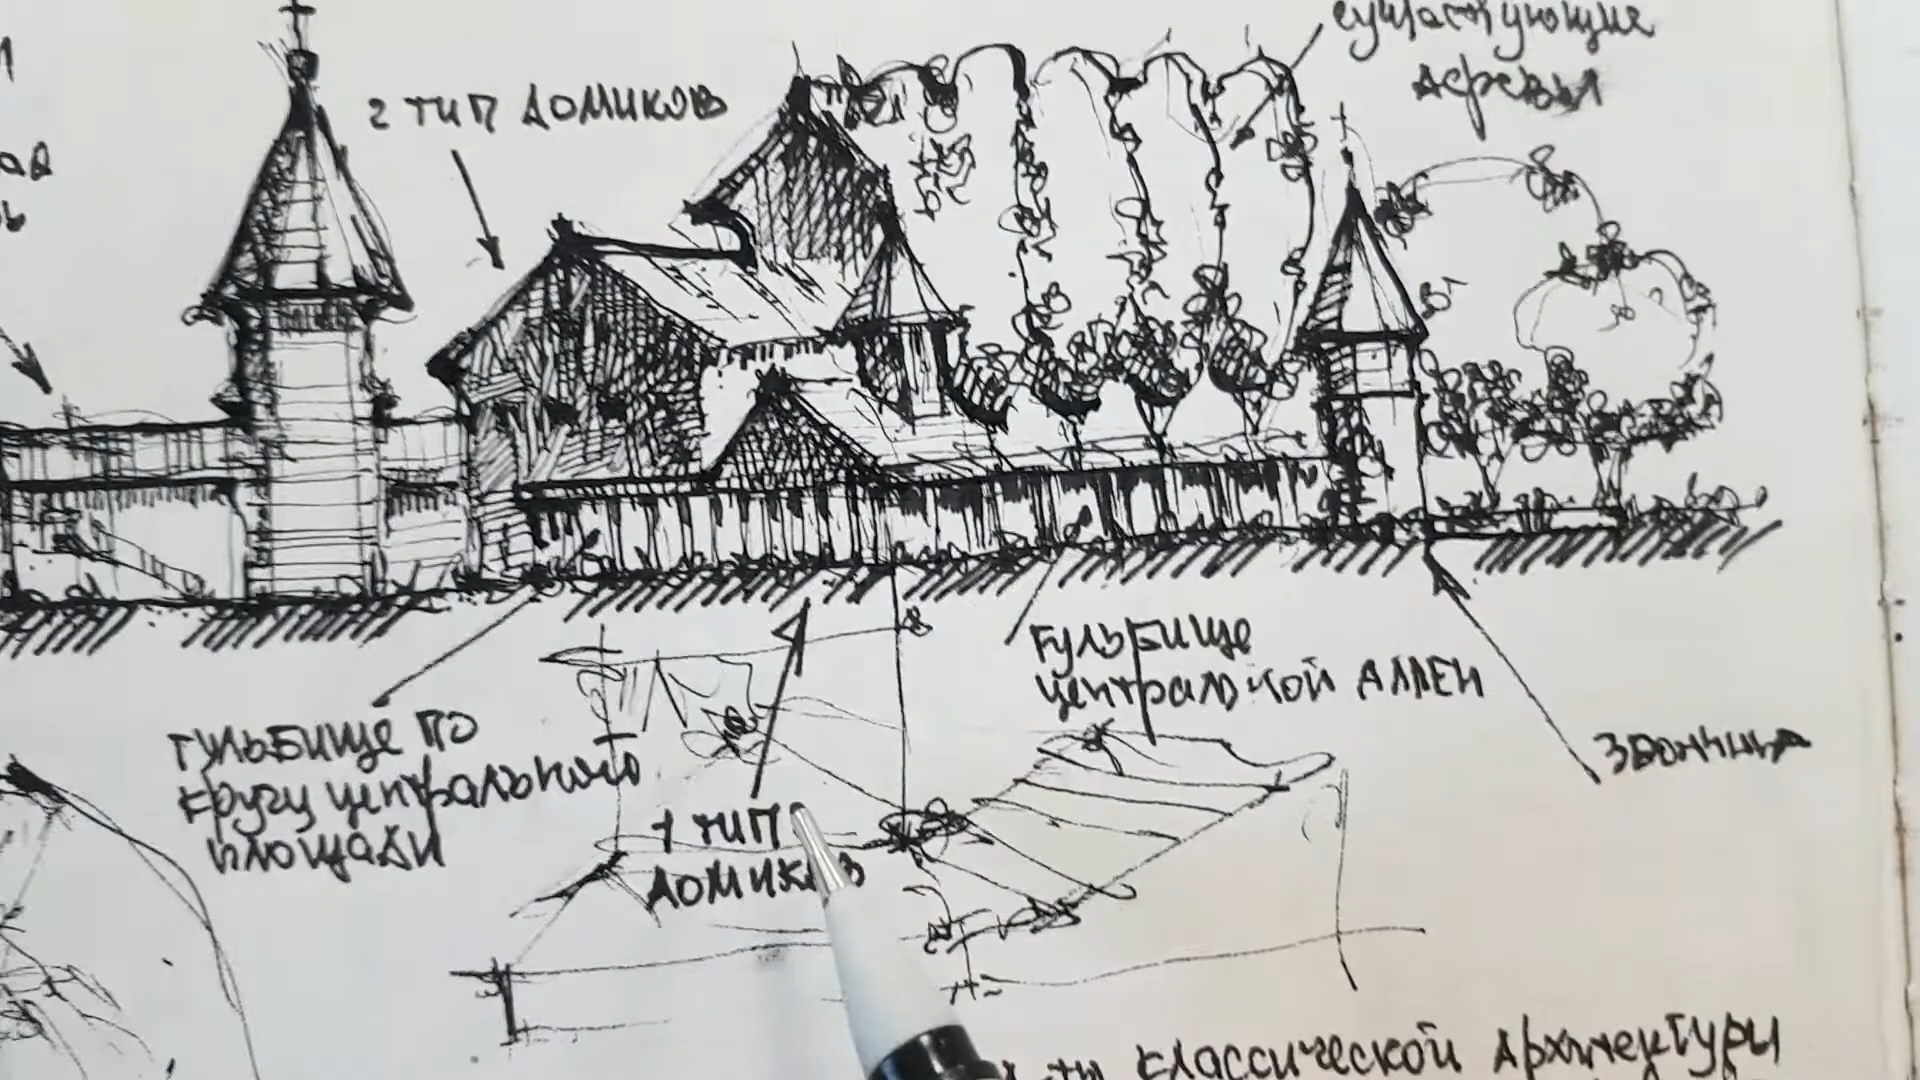 существующие
деревья
2 тип домиков
гульбище
центральной аллеи
гульбище по
кругу центрального
площади
звонница
1 тип
домиков
классической архитектуры